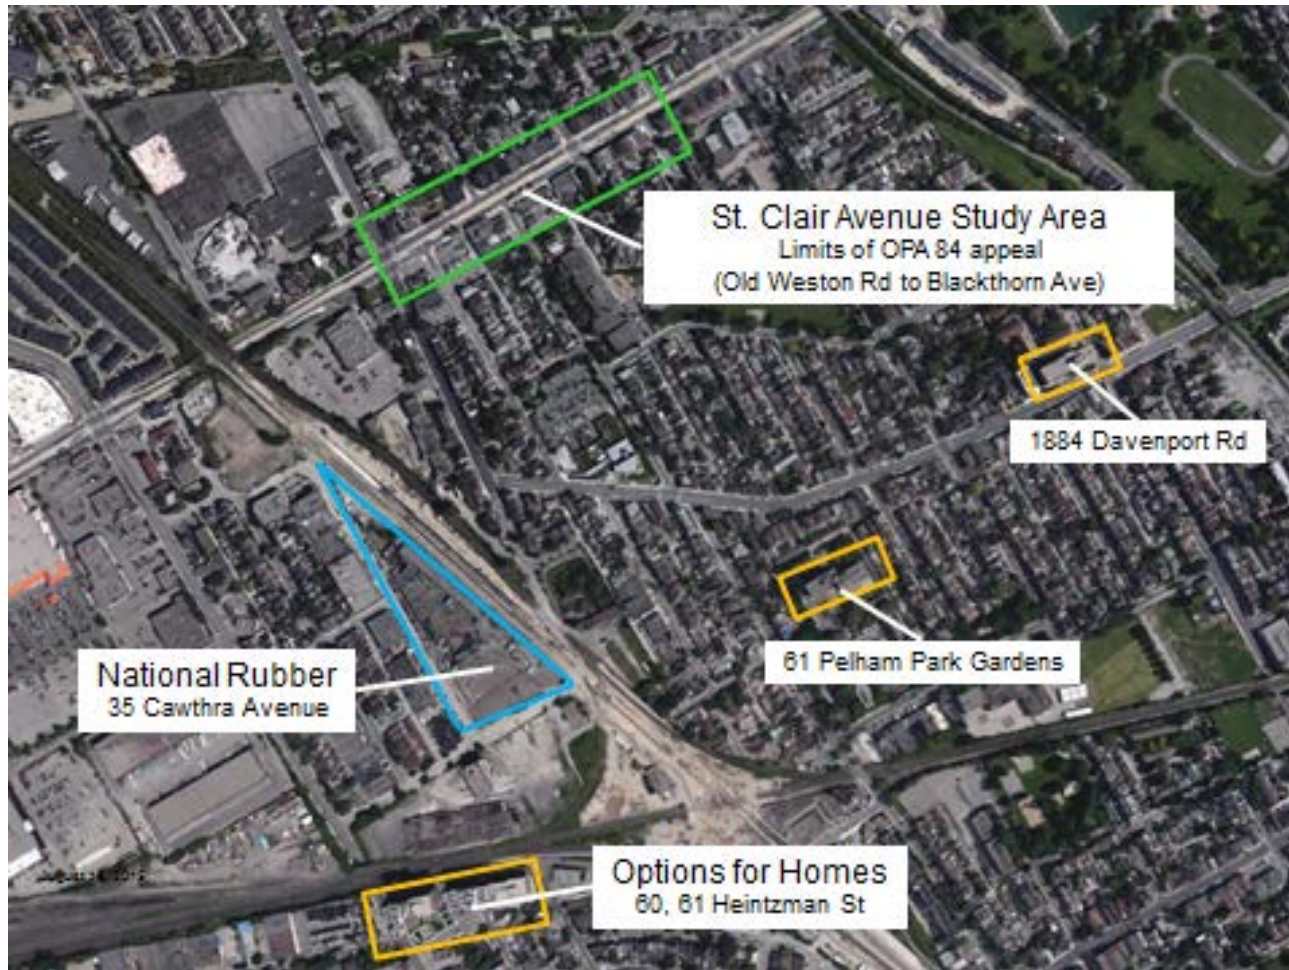 St. Clair Avenue Study Area
Limits of OPA 84 appeal
(Old Weston Rd to Blackthorn Ave)
1884 Davenport Rd
61 Pelham Park Gardens
National Rubber
35 Cawthra Avenue
Options for Homes
60, 61 Heintzman St